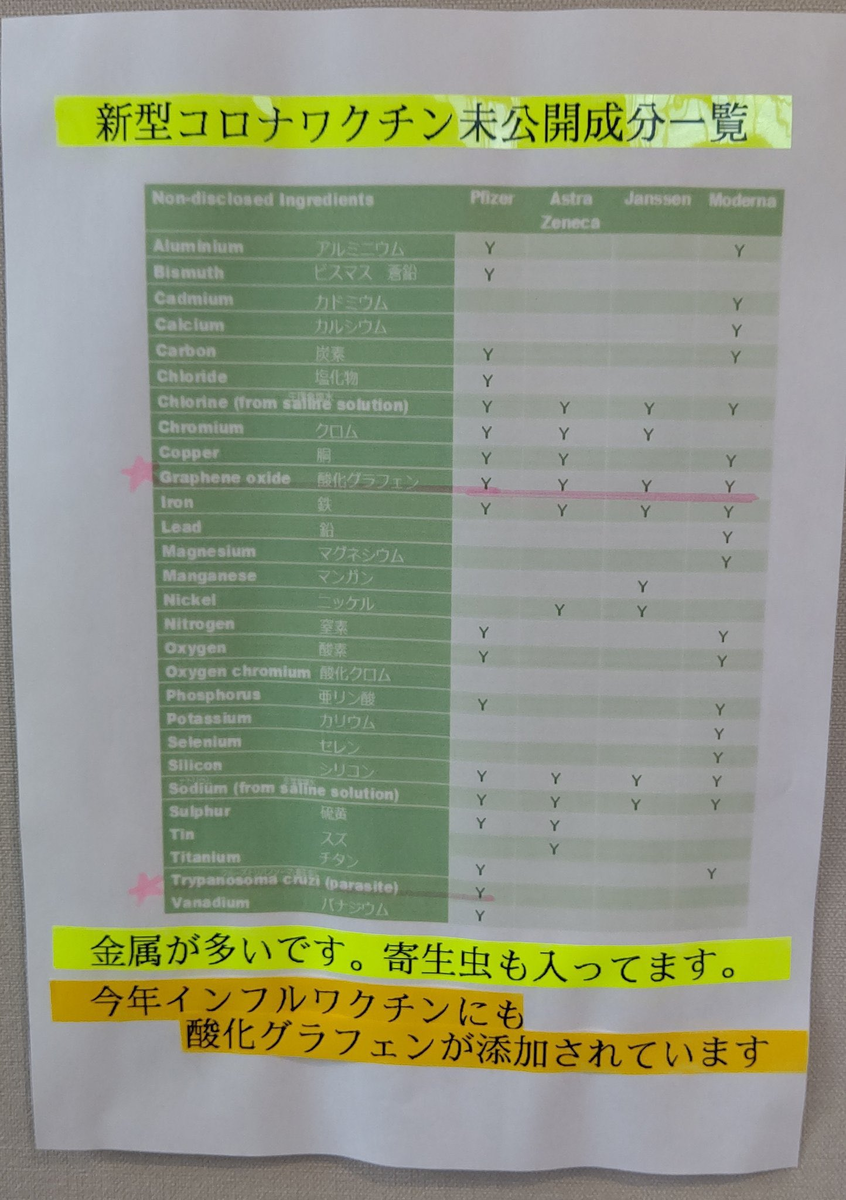 新型コロナワクチン未公開成分一覧
Non-disclosed Ingredients Pfizer Astra Zeneca Janssen Moderna
Aluminium アルミニウム Y Y
Bismuth ビスマス 蒼鉛 Y
Cadmium カドミウム Y
Calcium カルシウム Y
Carbon 炭素 Y Y
Chloride 塩化物 Y
Chlorine (from saline solution) Y Y Y Y
Chromium クロム Y Y Y
Copper 銅 Y Y Y
Graphene oxide 酸化グラフェン Y Y Y Y
Iron 鉄 Y Y Y Y
Lead 鉛 Y
Magnesium マグネシウム Y
Manganese マンガン Y
Nickel ニッケル Y Y
Nitrogen 窒素 Y Y
Oxygen 酸素 Y Y
Oxygen chromium 酸化クロム
Phosphorus 亜リン酸 Y Y
Potassium カリウム Y
Selenium セレン Y
Silicon シリコン Y Y Y Y
Sodium (from saline solution) Y Y Y Y
Sulphur 硫黄 Y Y
Tin スズ Y
Titanium チタン Y Y
Trypanosoma cruzi (parasite) Y
Vanadium バナジウム Y
金属が多いです。寄生虫も入ってます。
今年インフルワクチンにも
酸化グラフェンが添加されています